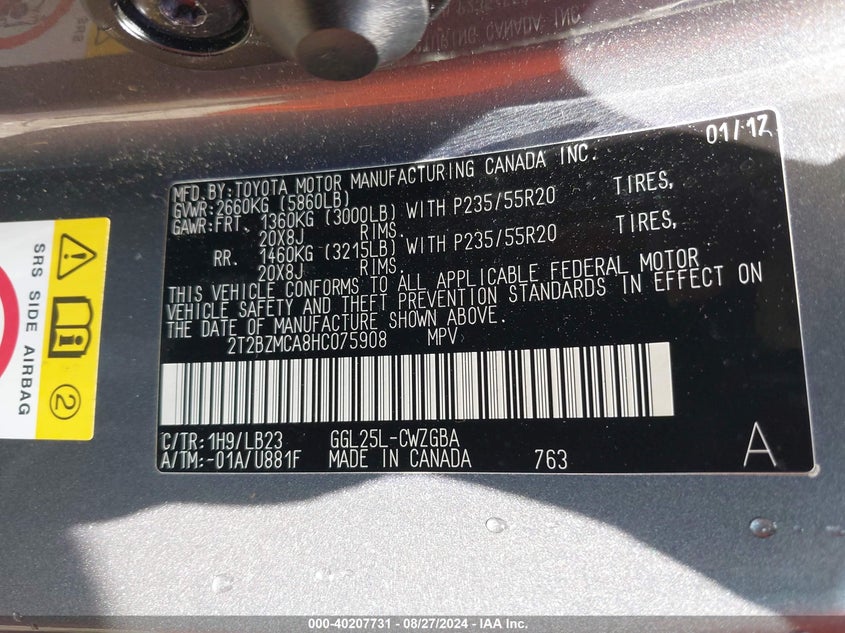 01/17
MFD.BY:TOYOTA MOTOR MANUFACTURING CANADA INC.
GVWR:2660KG (5860LB)
GAWR:FRT. 1360KG (3000LB) WITH P235/55R20 TIRES,
20X8J RIMS.
RR. 1460KG (3215LB) WITH P235/55R20 TIRES,
20X8J RIMS.
THIS VEHICLE CONFORMS TO ALL APPLICABLE FEDERAL MOTOR
VEHICLE SAFETY AND THEFT PREVENTION STANDARDS IN EFFECT ON
THE DATE OF MANUFACTURE SHOWN ABOVE.
2T2BZMCA8HC075908 MPV
C/TR:1H9/LB23 GGL25L-CWZGBA
A/TM:-01A/U881F MADE IN CANADA 763 A
SRS SIDE AIRBAG
2
000-40207731 - 08/27/2024 - IAA Inc.